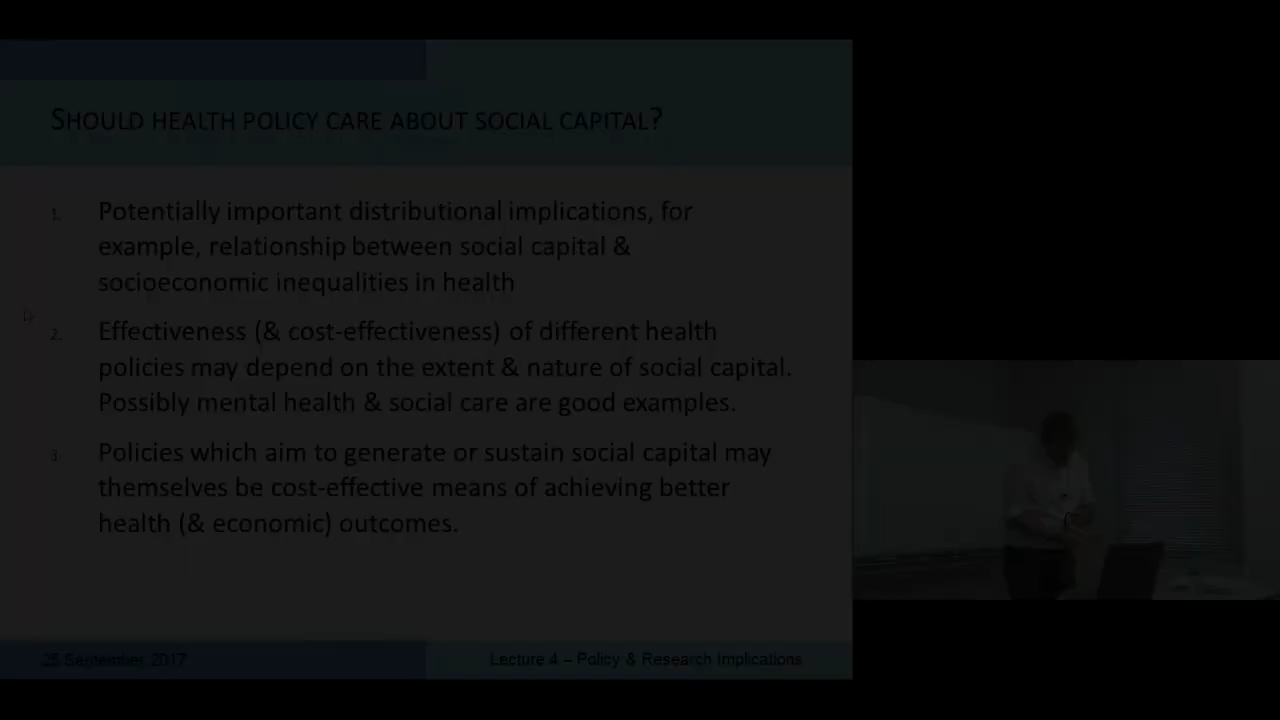 SHOULD HEALTH POLICY CARE ABOUT SOCIAL CAPITAL?
1. Potentially important distributional implications, for
example, relationship between social capital &
socioeconomic inequalities in health
2. Effectiveness (& cost-effectiveness) of different health
policies may depend on the extent & nature of social capital.
Possibly mental health & social care are good examples.
3. Policies which aim to generate or sustain social capital may
themselves be cost-effective means of achieving better
health (& economic) outcomes.
25 September 2017
Lecture 4 – Policy & Research Implications